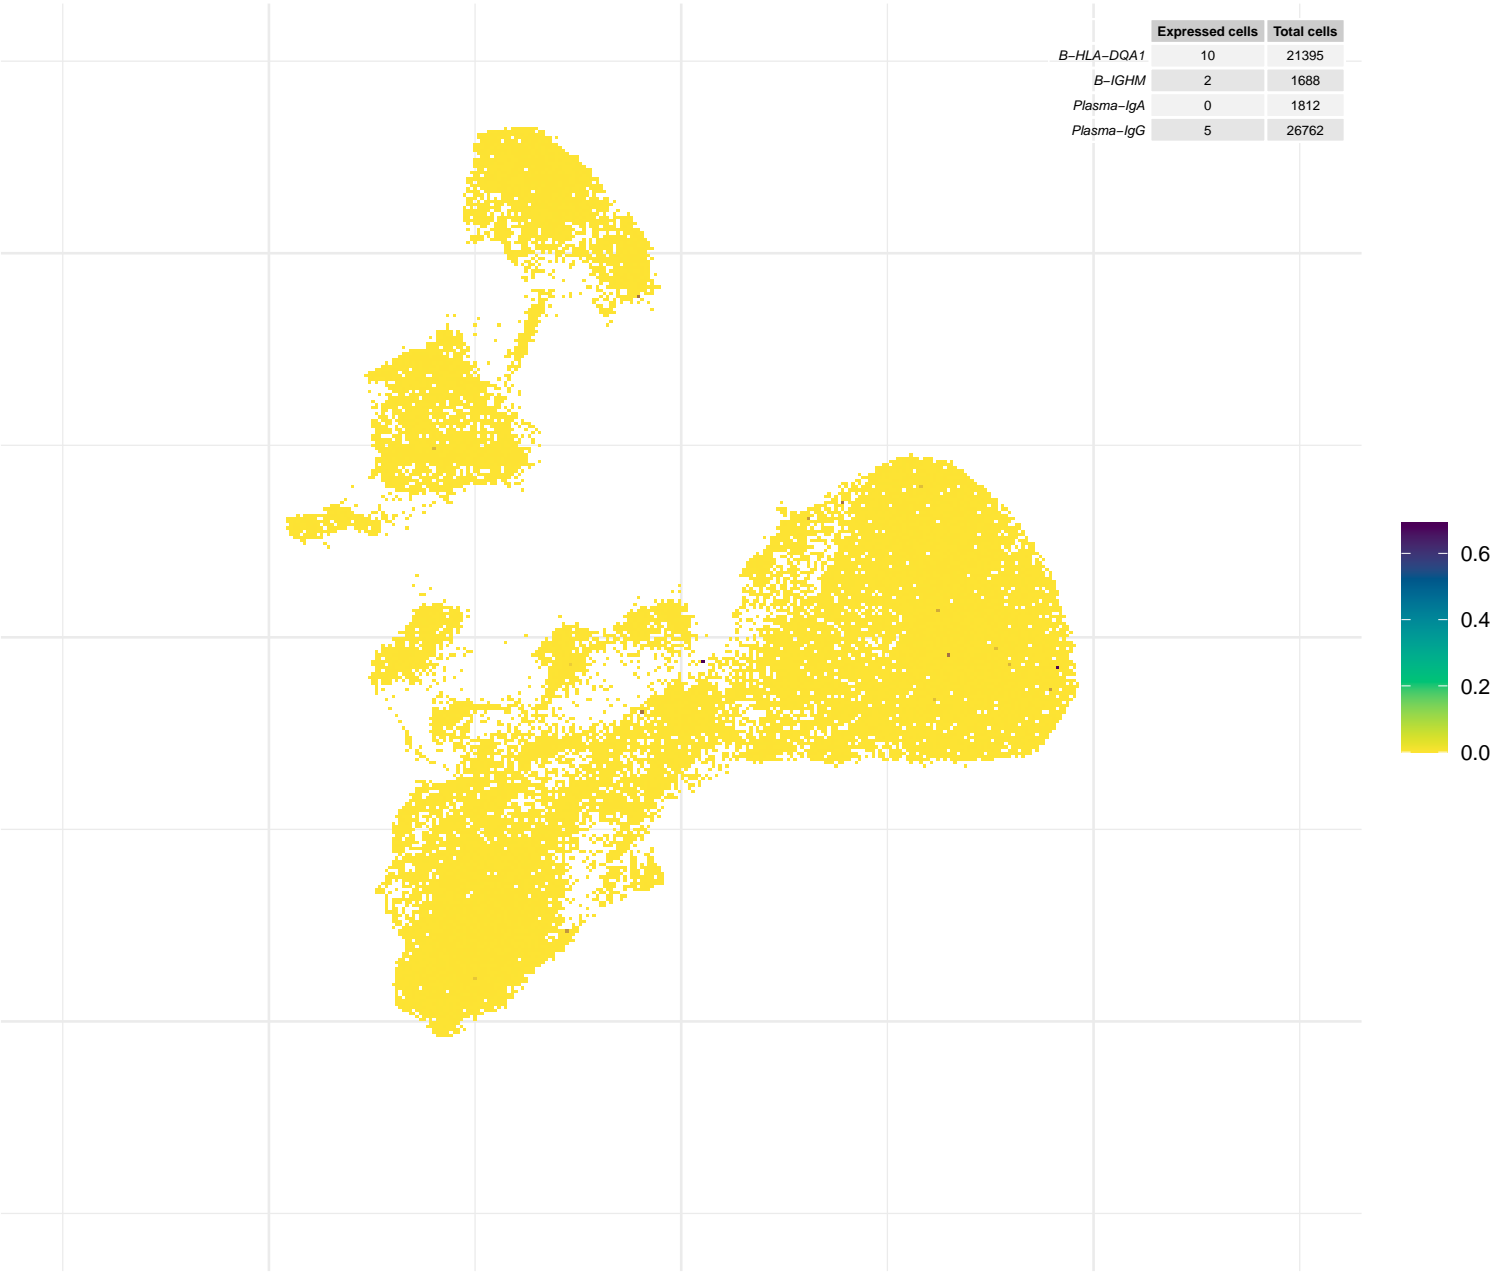 Expressed cells Total cells
B-HLA-DQA1 10 21395
B-IGHM 2 1688
Plasma-IgA 0 1812
Plasma-IgG 5 26762
0.6
0.4
0.2
0.0